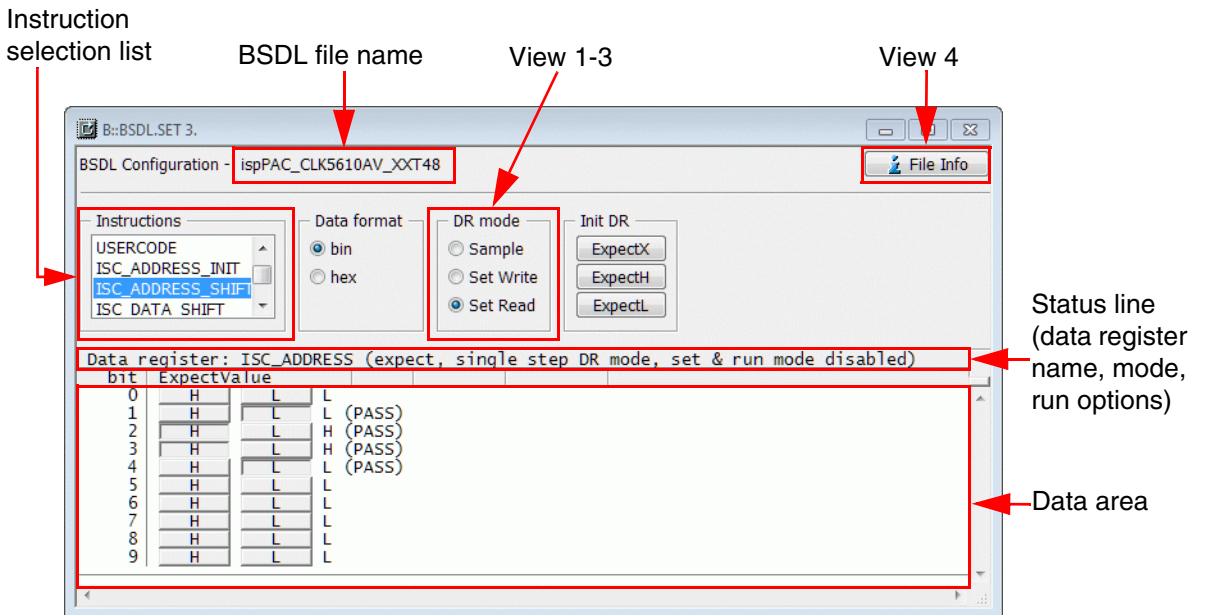 Instruction
selection list
BSDL file name
View 1-3
View 4
B::BSDL.SET 3.
BSDL Configuration - ispPAC_CLK5610AV_XXT48
File Info
Instructions
USERCODE
ISC_ADDRESS_INIT
ISC_ADDRESS_SHIFT
ISC DATA SHIFT
Data format
bin
hex
DR mode
Sample
Set Write
Set Read
Init DR
ExpectX
ExpectH
ExpectL
Status line
(data register
name, mode,
run options)
Data register: ISC_ADDRESS (expect, single step DR mode, set & run mode disabled)
bit ExpectValue
0 H L L
1 H L L (PASS)
2 H L H (PASS)
3 H L H (PASS)
4 H L L (PASS)
5 H L L
6 H L L
7 H L L
8 H L L
9 H L L
Data area